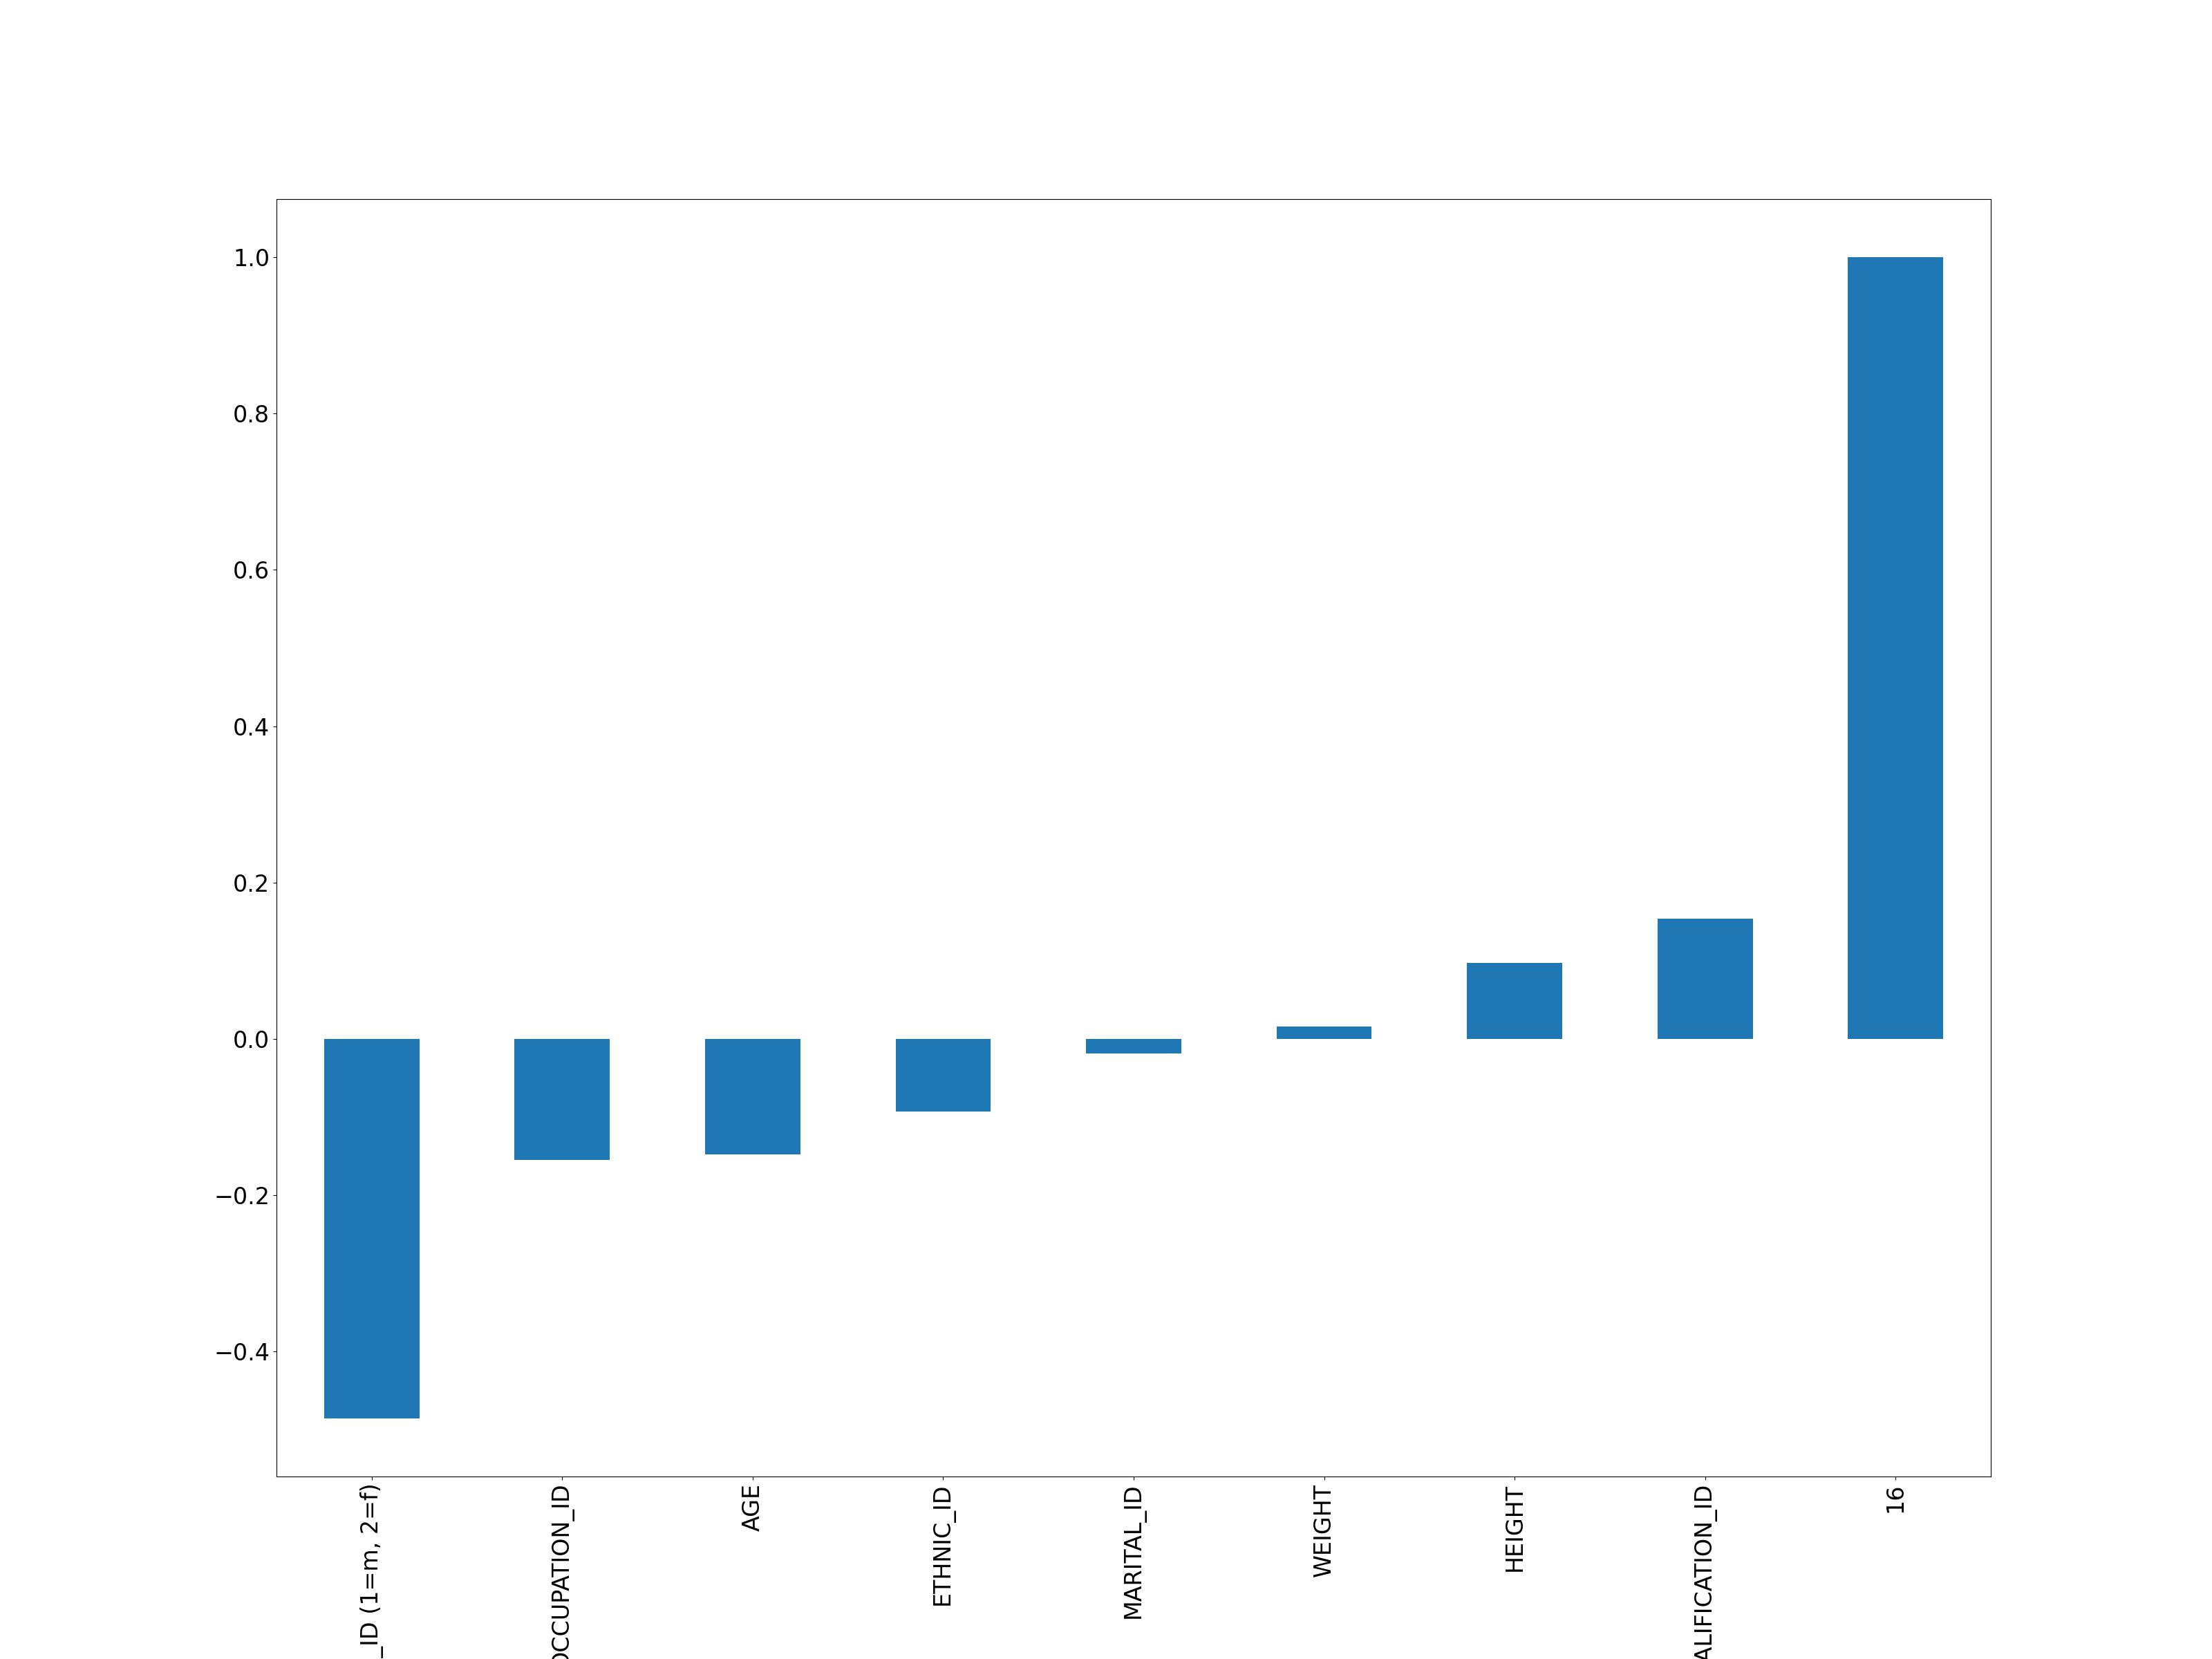 1.0
0.8
0.6
0.4
0.2
0.0
−0.2
−0.4
_ID (1=m, 2=f)
OCCUPATION_ID
AGE
ETHNIC_ID
MARITAL_ID
WEIGHT
HEIGHT
ALIFICATION_ID
16